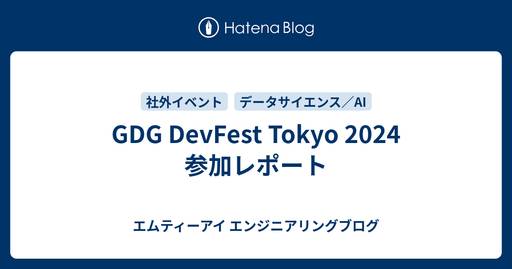 Hatena Blog
社外イベント データサイエンス／AI
GDG DevFest Tokyo 2024
参加レポート
エムティーアイ エンジニアリングブログ